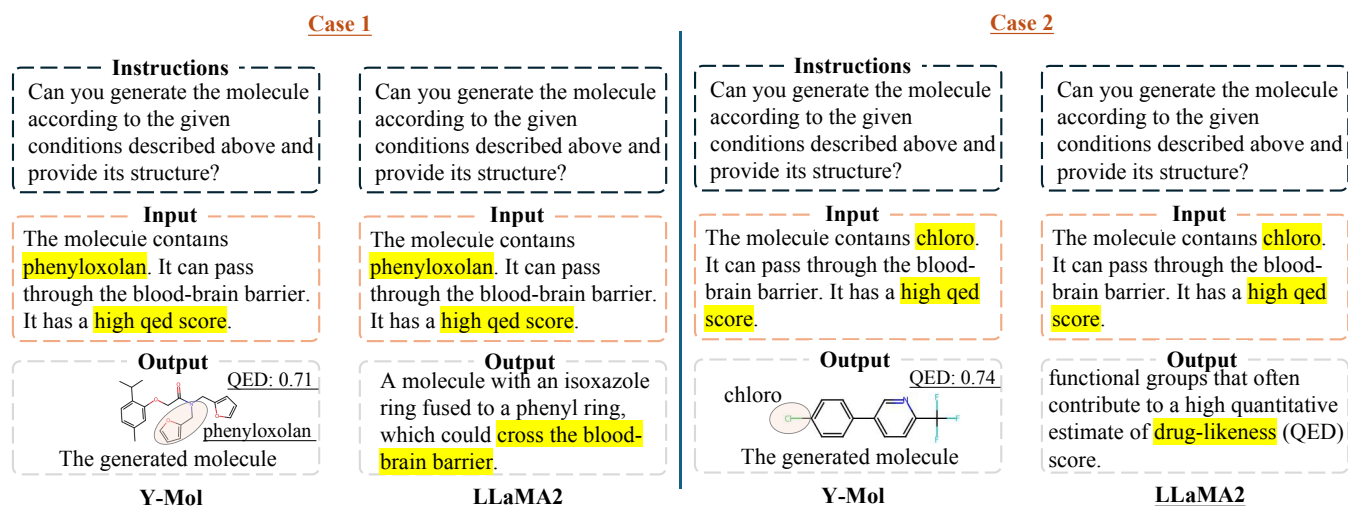 Case 1
Instructions
Can you generate the molecule
according to the given
conditions described above and
provide its structure?
Input
The molecule contains
phenyloxolan. It can pass
through the blood-brain barrier.
It has a high qed score.
Output
QED: 0.71
O
N
O
O
O
phenyloxolan
The generated molecule
Y-Mol
Can you generate the molecule
according to the given
conditions described above and
provide its structure?
Input
The molecule contains
phenyloxolan. It can pass
through the blood-brain barrier.
It has a high qed score.
Output
A molecule with an isoxazole
ring fused to a phenyl ring,
which could cross the blood-
brain barrier.
LLaMA2
Case 2
Instructions
Can you generate the molecule
according to the given
conditions described above and
provide its structure?
Input
The molecule contains chloro.
It can pass through the blood-
brain barrier. It has a high qed
score.
Output
QED: 0.74
chloro
Cl
N
F
F
F
The generated molecule
Y-Mol
Can you generate the molecule
according to the given
conditions described above and
provide its structure?
Input
The molecule contains chloro.
It can pass through the blood-
brain barrier. It has a high qed
score.
Output
functional groups that often
contribute to a high quantitative
estimate of drug-likeness (QED)
score.
LLaMA2